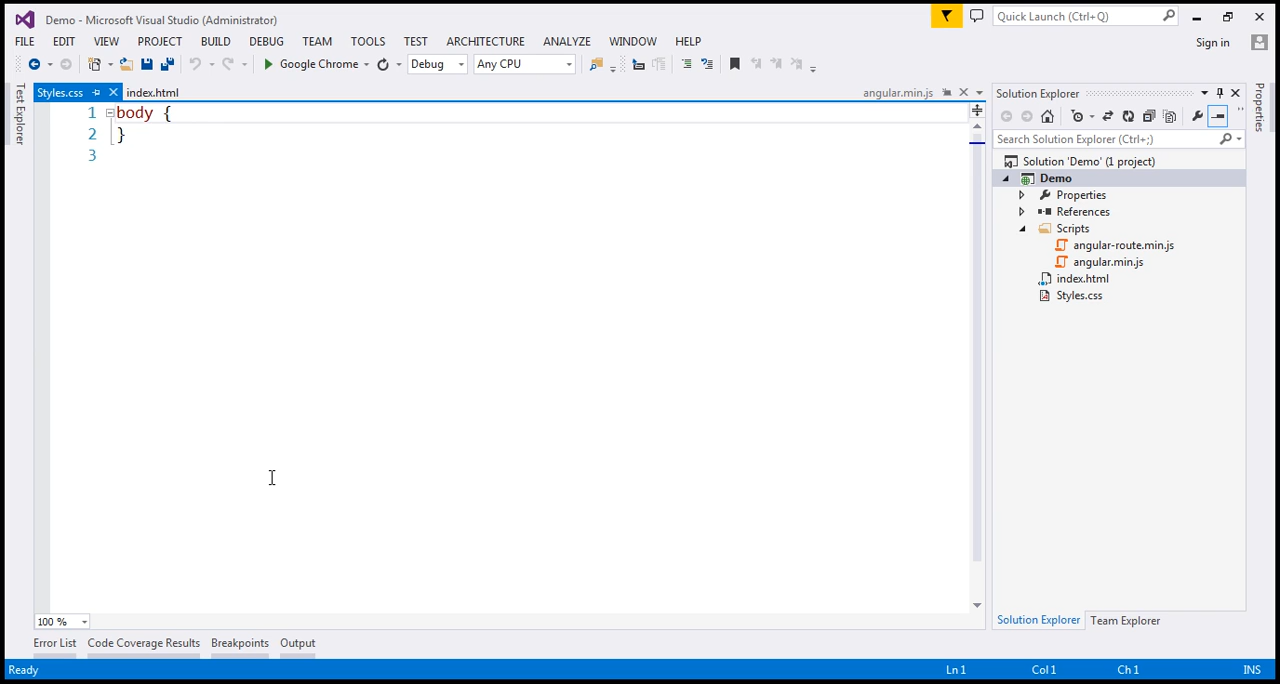 Demo - Microsoft Visual Studio (Administrator)
Quick Launch (Ctrl+Q)
FILE EDIT VIEW PROJECT BUILD DEBUG TEAM TOOLS TEST ARCHITECTURE ANALYZE WINDOW HELP
Sign in
Google Chrome Debug Any CPU
Test Explorer
Styles.css index.html angular.min.js
1 body {
2 }
3
100 %
Solution Explorer
Search Solution Explorer (Ctrl+;)
Solution 'Demo' (1 project)
Demo
Properties
References
Scripts
angular-route.min.js
angular.min.js
index.html
Styles.css
Solution Explorer Team Explorer
Properties
Error List Code Coverage Results Breakpoints Output
Ready Ln 1 Col 1 Ch 1 INS